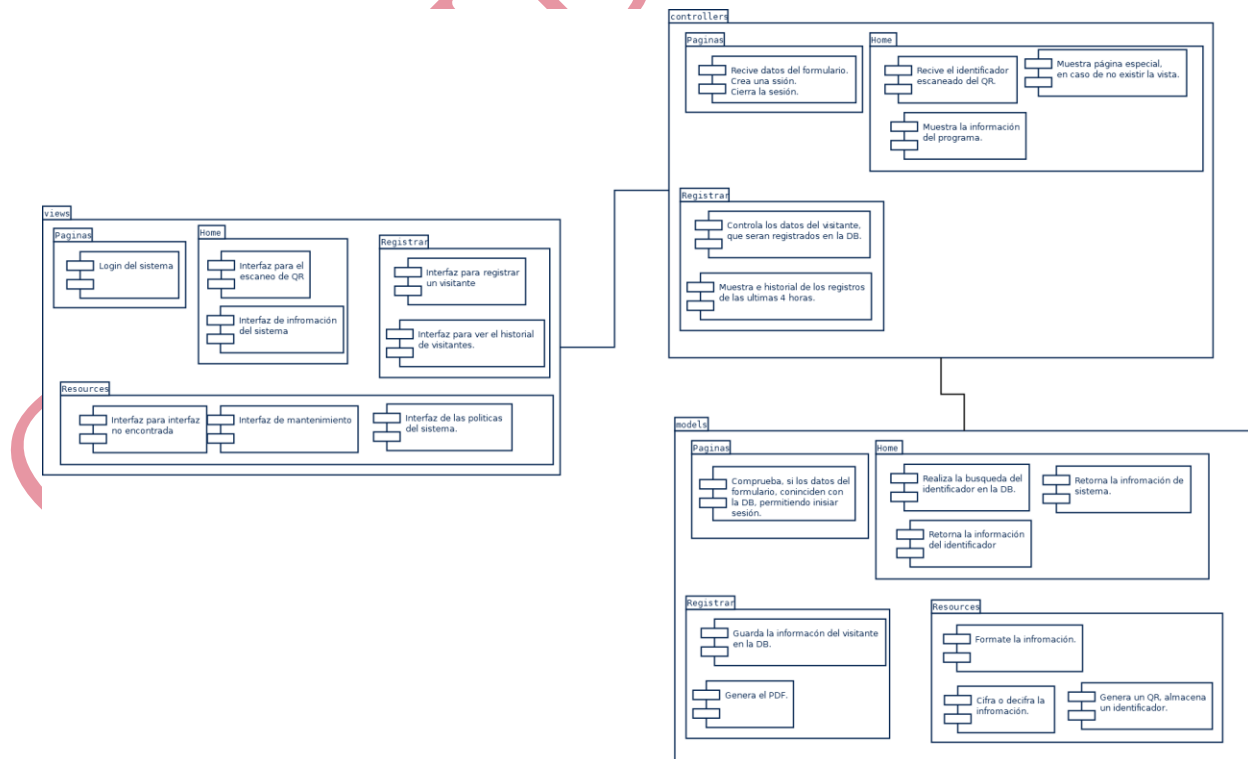 controllers
Paginas
Recive datos del formulario.
Crea una ssión.
Cierra la sesión.
Home
Recive el identificador
escaneado del QR.
Muestra página especial,
en caso de no existir la vista.
Muestra la información
del programa.
Registrar
Controla los datos del visitante,
que seran registrados en la DB.
Muestra e historial de los registros
de las ultimas 4 horas.
views
Paginas
Login del sistema
Home
Interfaz para el
escaneo de QR
Interfaz de infromación
del sistema
Registrar
Interfaz para registrar
un visitante
Interfaz para ver el historial
de visitantes.
Resources
Interfaz para interfaz
no encontrada
Interfaz de mantenimiento
Interfaz de las politicas
del sistema.
models
Paginas
Comprueba, si los datos del
formulario, coninciden con
la DB, permitiendo inisiar
sesión.
Home
Realiza la busqueda del
identificador en la DB.
Retorna la infromación de
sistema.
Retorna la información
del identificador
Registrar
Guarda la informacón del visitante
en la DB.
Genera el PDF.
Resources
Formate la infromación.
Cifra o decifra la
infromación.
Genera un QR, almacena
un identificador.